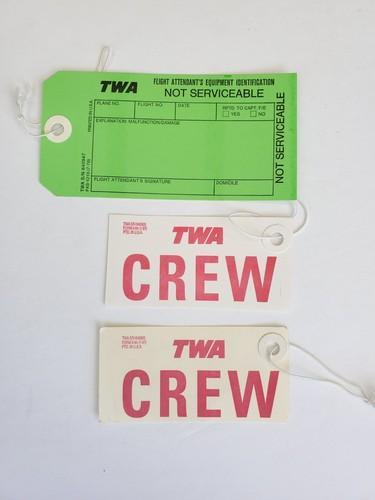 TWA FLIGHT ATTENDANT'S EQUIPMENT IDENTIFICATION
NOT SERVICEABLE
PLANE NO. FLIGHT NO. DATE RPTD TO CAPT. F/E
YES NO
EXPLANATION: MALFUNCTION/DAMAGE
FLIGHT ATTENDANT'S SIGNATURE DOMICILE
NOT SERVICEABLE
PRINTED IN U.S.A.
TWA
CREW
TWA
CREW